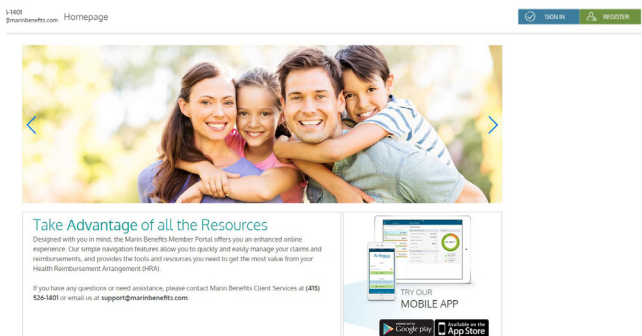 5-1401
@marinbenefits.com Homepage
SIGN IN REGISTER
Take Advantage of all the Resources
Designed with you in mind, the Marin Benefits Member Portal offers you an enhanced online
experience. Our simple navigation features allow you to quickly and easily manage your claims and
reimbursements, and provides the tools and resources you need to get the most value from your
Health Reimbursement Arrangement (HRA).
If you have any questions or need assistance, please contact Marin Benefits Client Services at (415)
526-1401 or email us at support@marinbenefits.com.
TRY OUR
MOBILE APP
Google play
Available on the
App Store